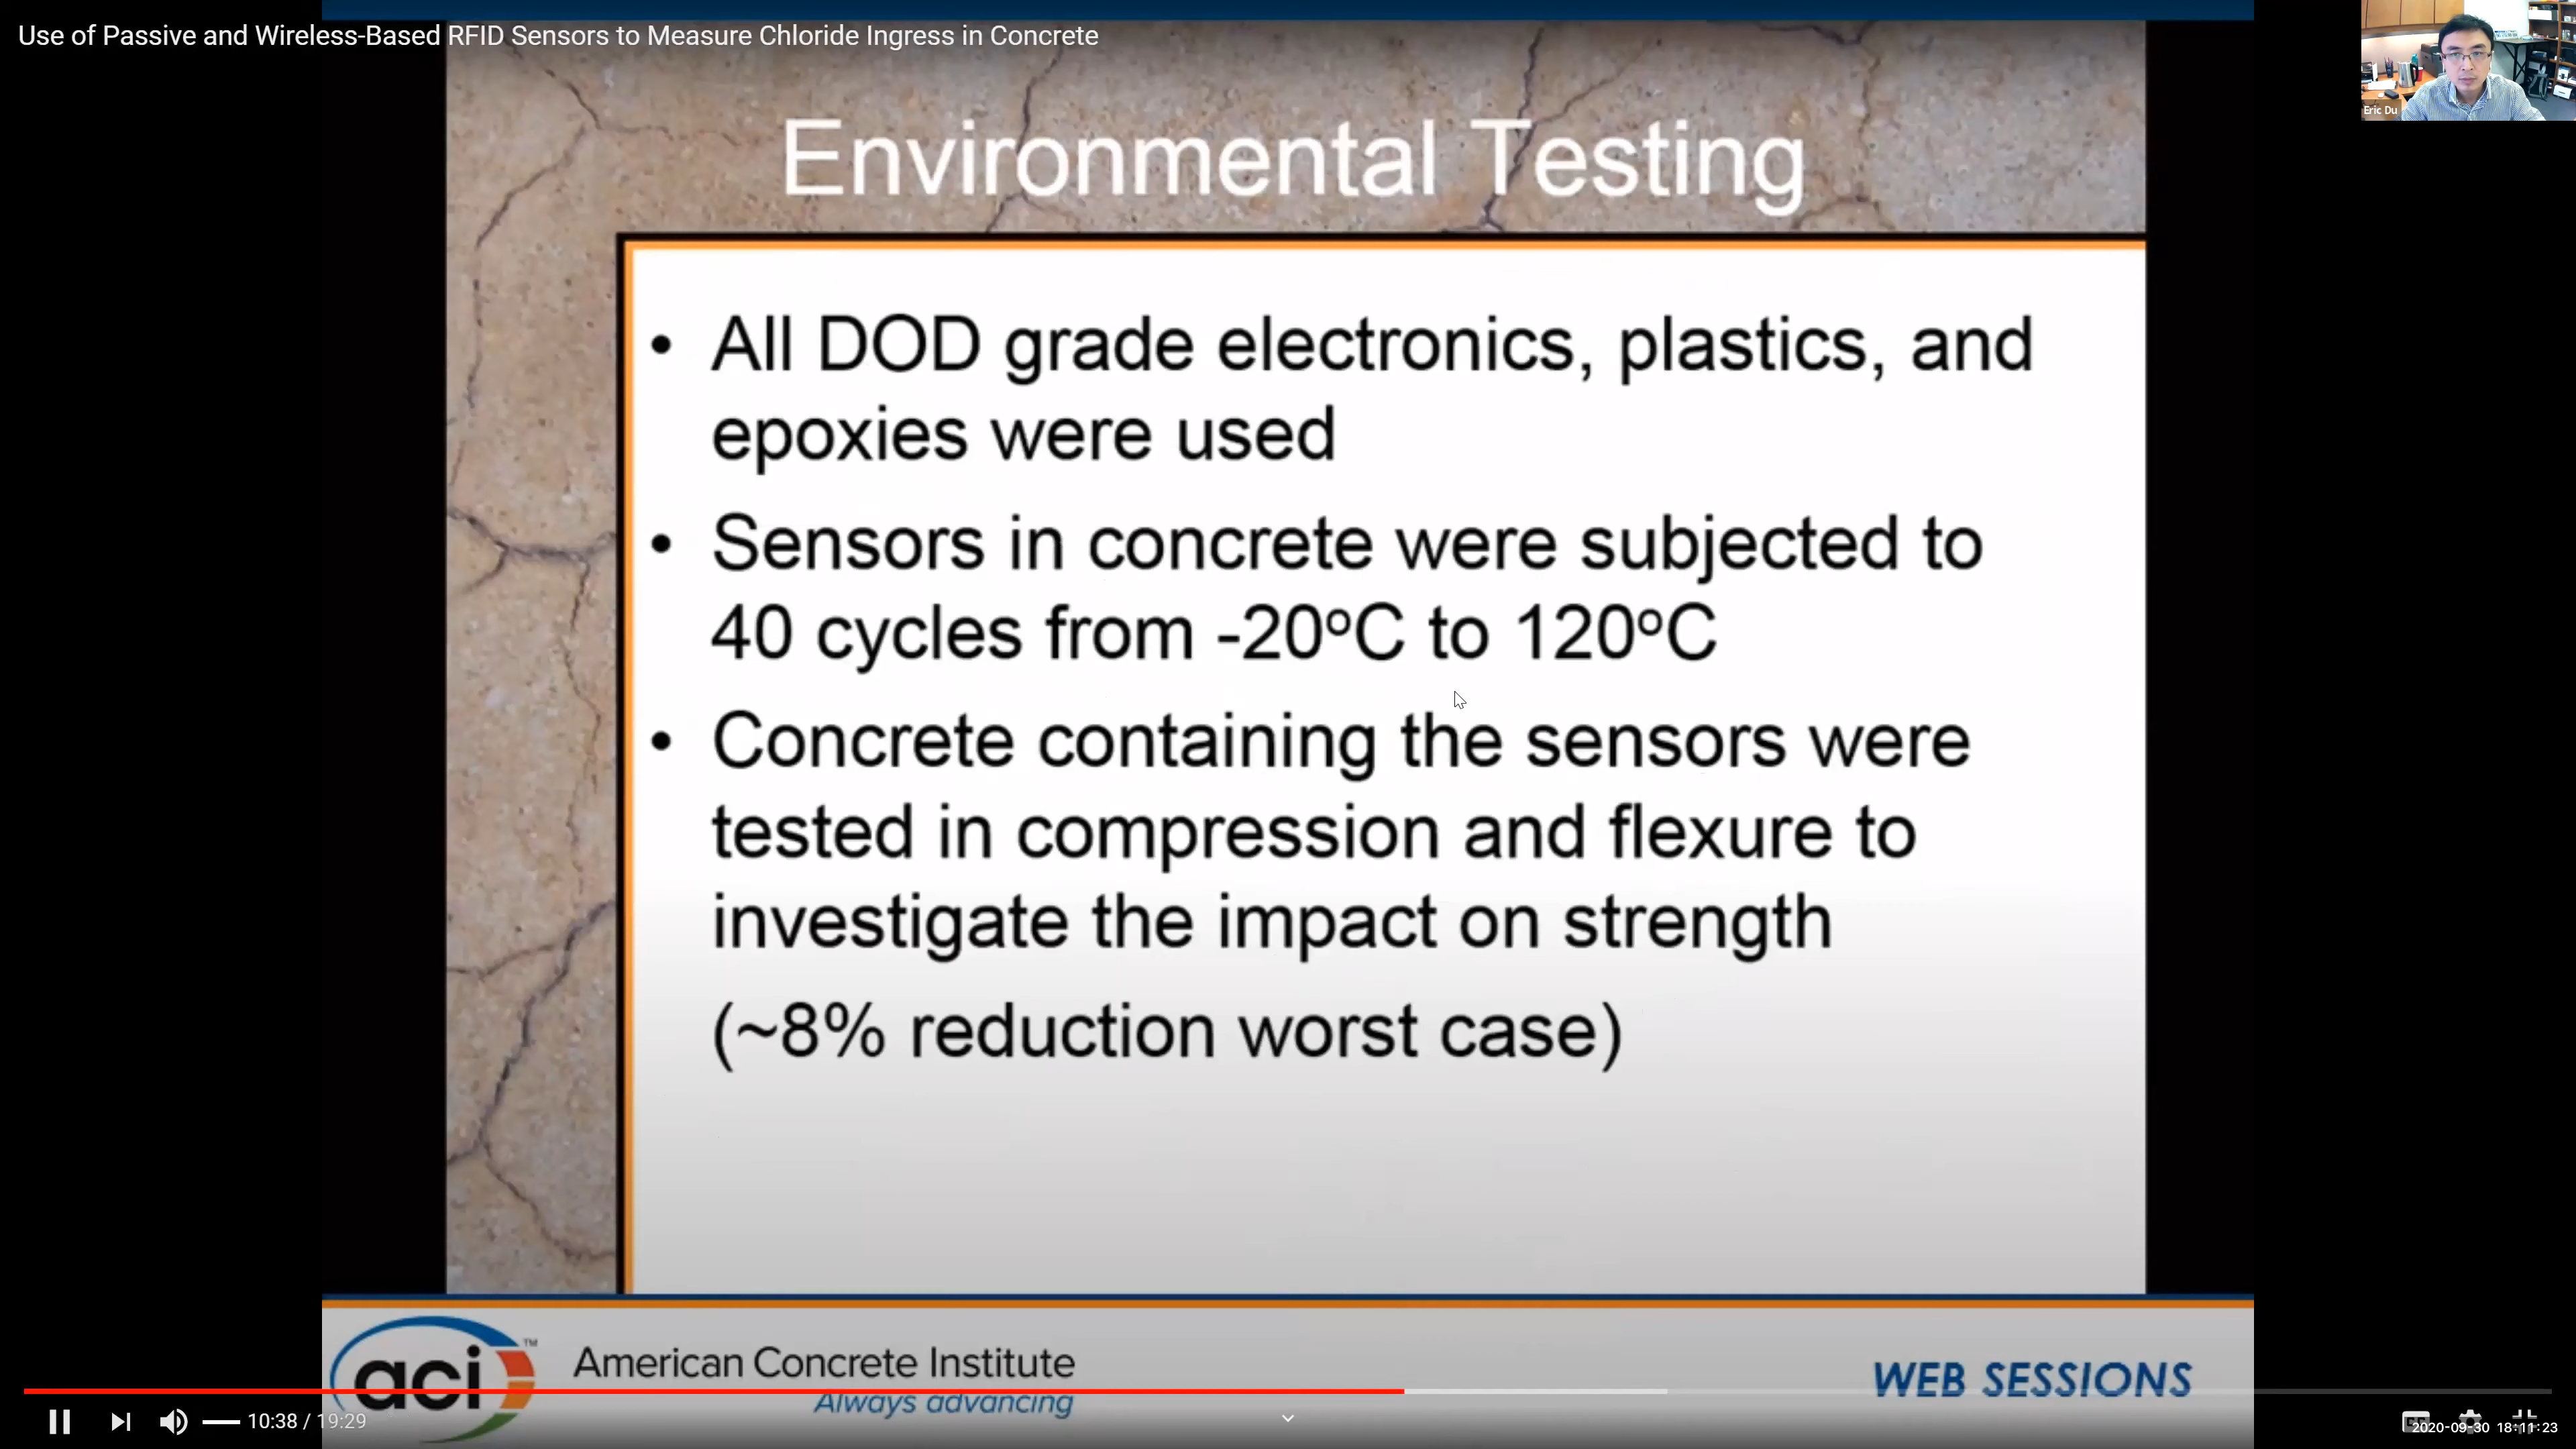 Use of Passive and Wireless-Based RFID Sensors to Measure Chloride Ingress in Concrete
Eric Du
Environmental Testing
• All DOD grade electronics, plastics, and
epoxies were used
• Sensors in concrete were subjected to
40 cycles from -20ºC to 120ºC
• Concrete containing the sensors were
tested in compression and flexure to
investigate the impact on strength
(~8% reduction worst case)
aci™
American Concrete Institute
Always advancing
WEB SESSIONS
10:38 / 19:29
2020-09-30 18:11:23